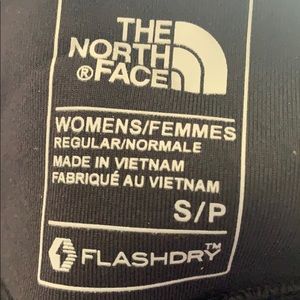 THE
NORTH
® FACE
WOMENS/FEMMES
REGULAR/NORMALE
MADE IN VIETNAM
FABRIQUÉ AU VIETNAM
S/P
FLASHDRY™